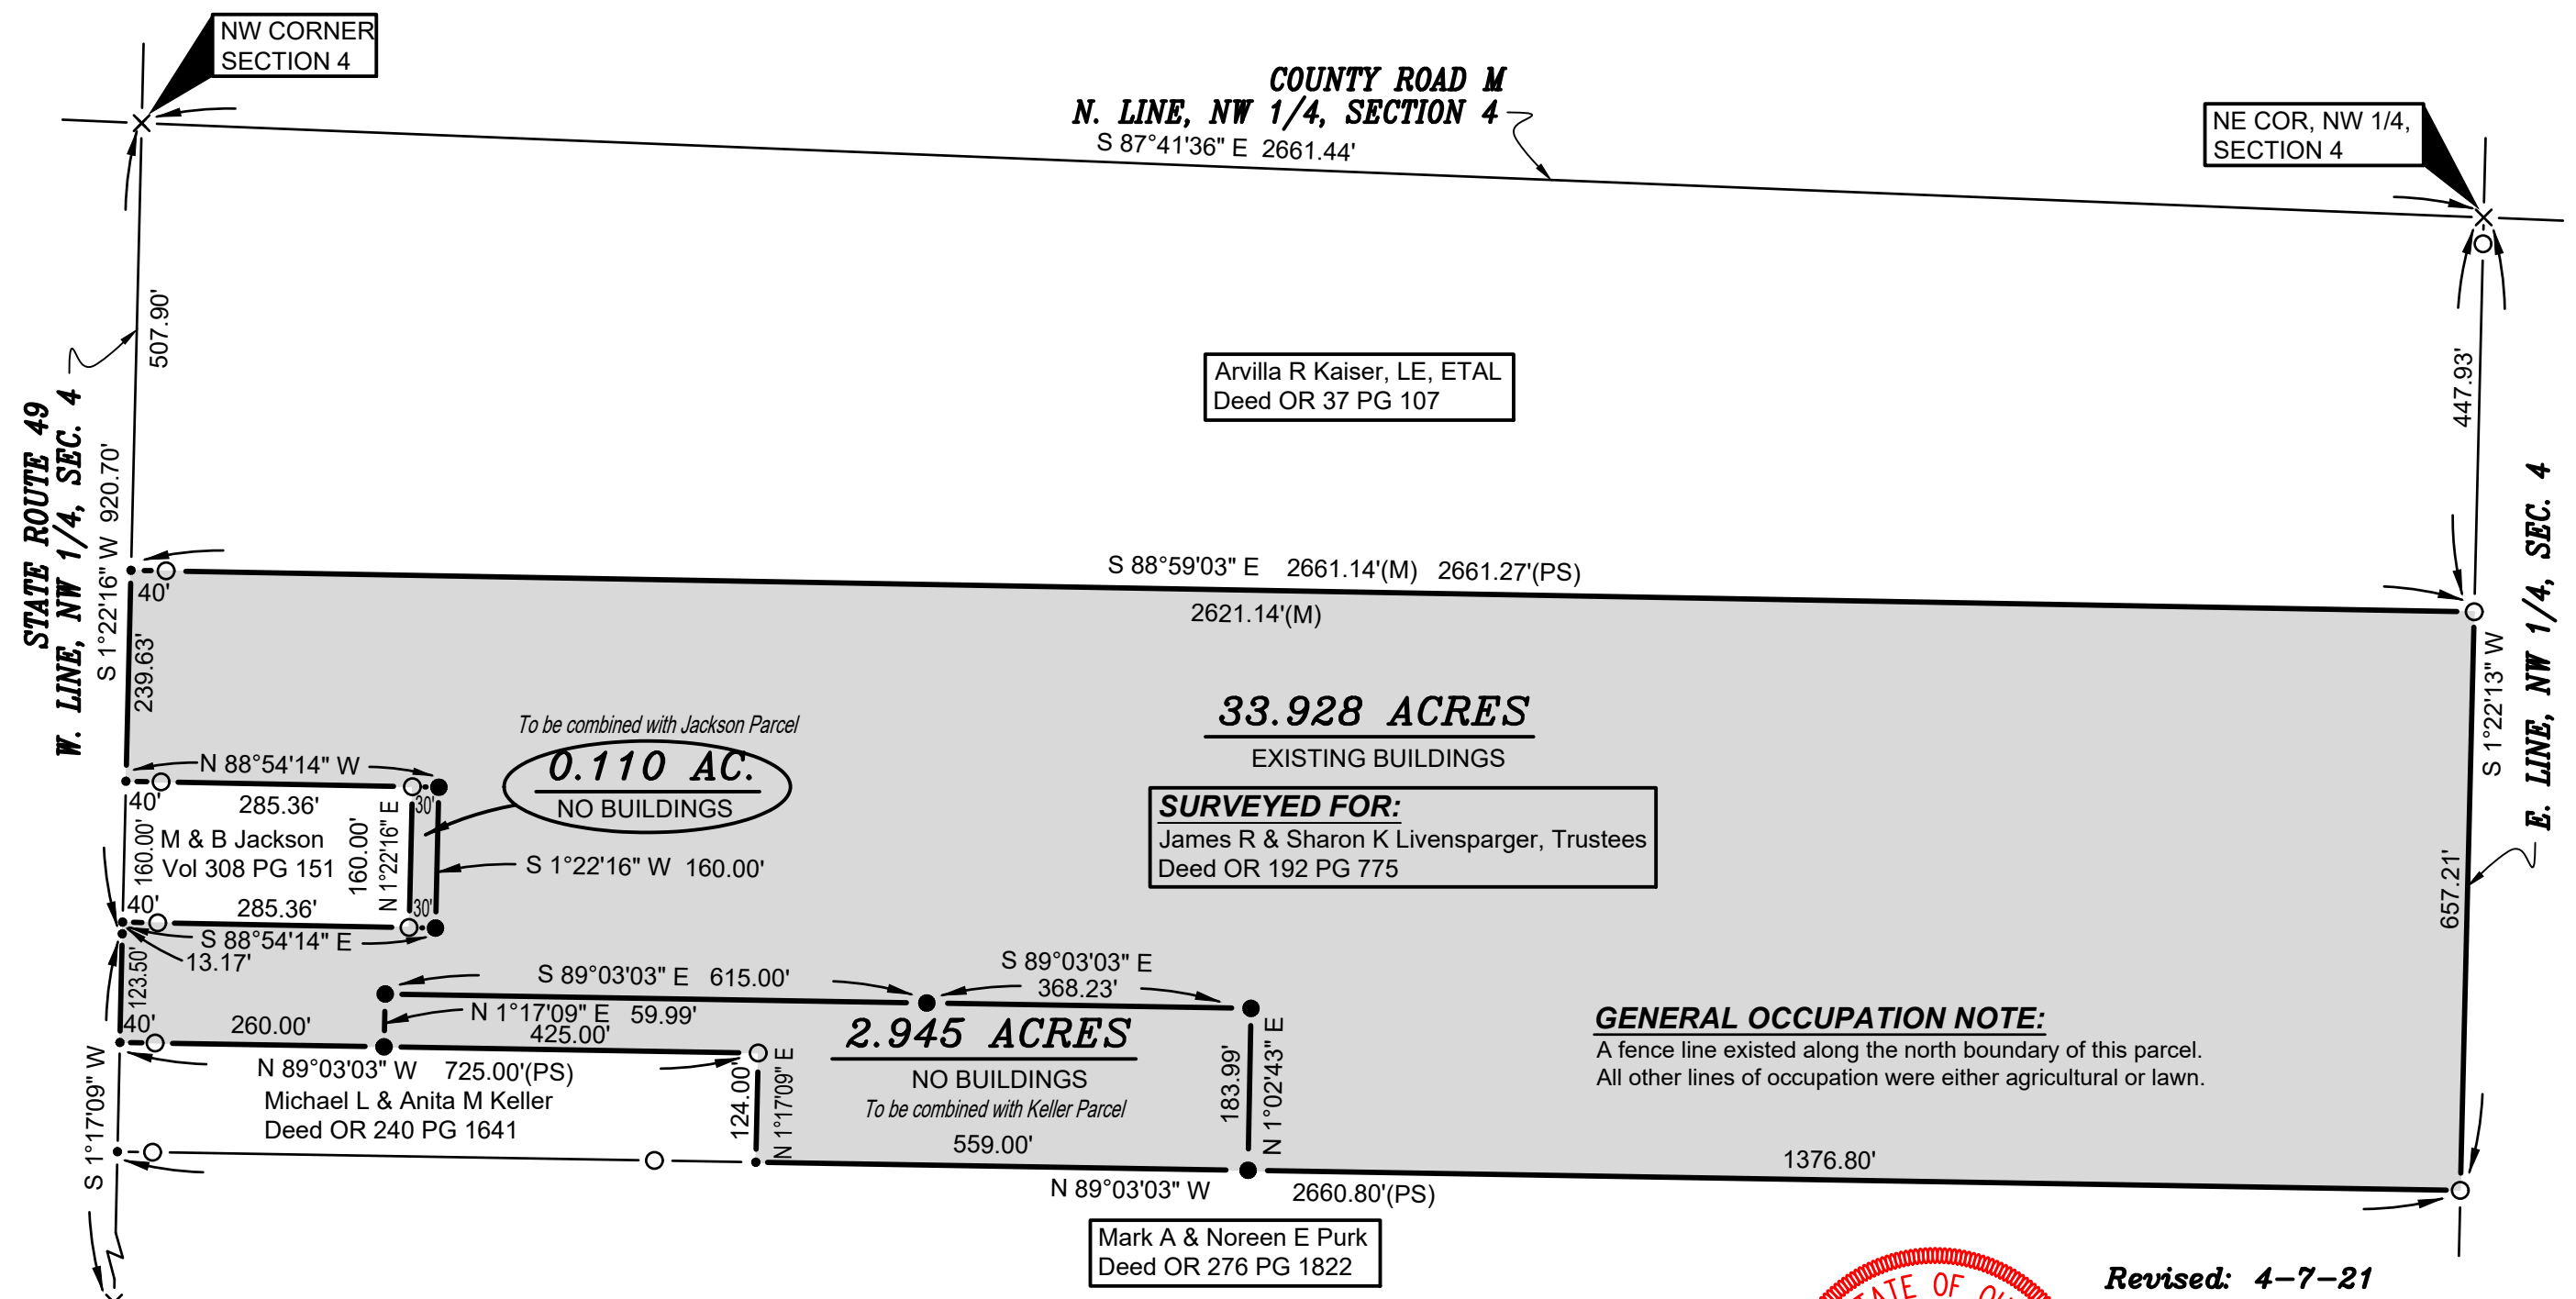 NW CORNER
SECTION 4
COUNTY ROAD M
N. LINE, NW 1/4, SECTION 4
S 87°41'36" E 2661.44'
NE COR, NW 1/4,
SECTION 4
507.90'
STATE ROUTE 49
W. LINE, NW 1/4, SEC. 4
S 1°22'16" W 920.70'
Arvilla R Kaiser, LE, ETAL
Deed OR 37 PG 107
447.93'
E. LINE, NW 1/4, SEC. 4
S 1°22'13" W
657.21'
S 88°59'03" E 2661.14'(M) 2661.27'(PS)
2621.14'(M)
40'
239.63'
33.928 ACRES
EXISTING BUILDINGS
SURVEYED FOR:
James R & Sharon K Livensparger, Trustees
Deed OR 192 PG 775
To be combined with Jackson Parcel
0.110 AC.
NO BUILDINGS
N 88°54'14" W
40'
285.36'
30'
160.00'
M & B Jackson
Vol 308 PG 151
160.00'
N 1°22'16" E
S 1°22'16" W 160.00'
40'
285.36'
30'
S 88°54'14" E
13.17'
123.50'
S 89°03'03" E 615.00'
S 89°03'03" E
368.23'
N 1°17'09" E 59.99'
40'
260.00'
425.00'
N 89°03'03" W 725.00'(PS)
Michael L & Anita M Keller
Deed OR 240 PG 1641
S 1°17'09" W
2.945 ACRES
NO BUILDINGS
To be combined with Keller Parcel
124.00'
N 1°17'09" E
559.00'
183.99'
N 1°02'43" E
GENERAL OCCUPATION NOTE:
A fence line existed along the north boundary of this parcel.
All other lines of occupation were either agricultural or lawn.
1376.80'
N 89°03'03" W 2660.80'(PS)
Mark A & Noreen E Purk
Deed OR 276 PG 1822
OF
Revised: 4-7-21